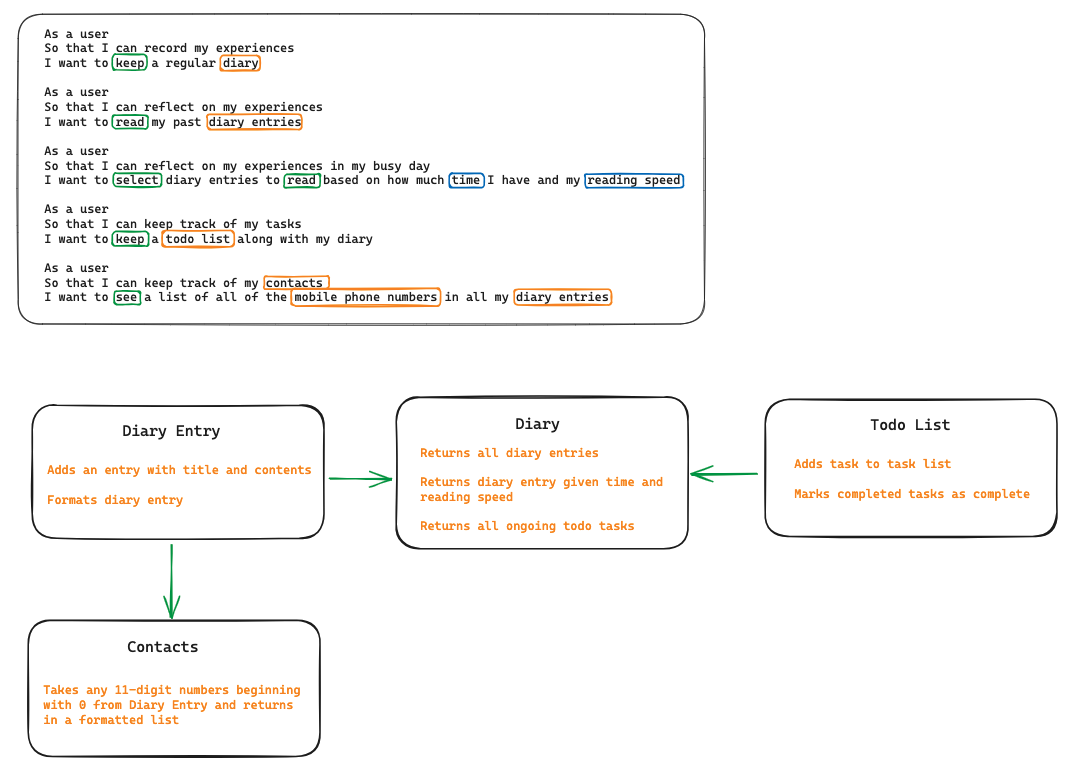 As a user
So that I can record my experiences
I want to keep a regular diary
As a user
So that I can reflect on my experiences
I want to read my past diary entries
As a user
So that I can reflect on my experiences in my busy day
I want to select diary entries to read based on how much time I have and my reading speed
As a user
So that I can keep track of my tasks
I want to keep a todo list along with my diary
As a user
So that I can keep track of my contacts
I want to see a list of all of the mobile phone numbers in all my diary entries
Diary Entry
Adds an entry with title and contents
Formats diary entry
Diary
Returns all diary entries
Returns diary entry given time and
reading speed
Returns all ongoing todo tasks
Todo List
Adds task to task list
Marks completed tasks as complete
Contacts
Takes any 11-digit numbers beginning
with 0 from Diary Entry and returns
in a formatted list